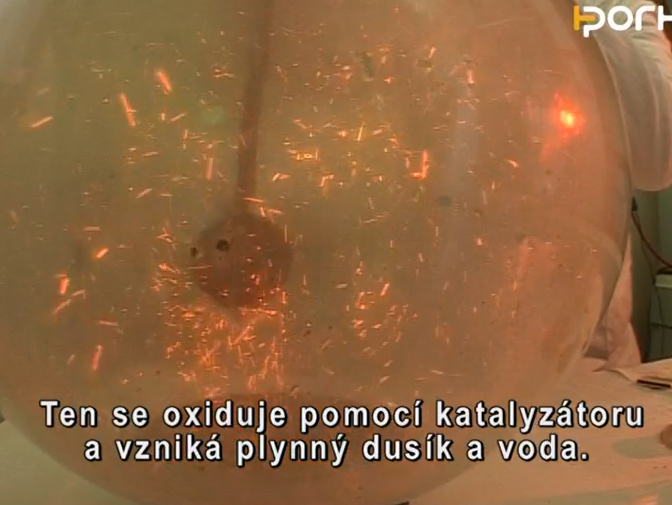 Ten se oxiduje pomocí katalyzátoru
a vzniká plynný dusík a voda.